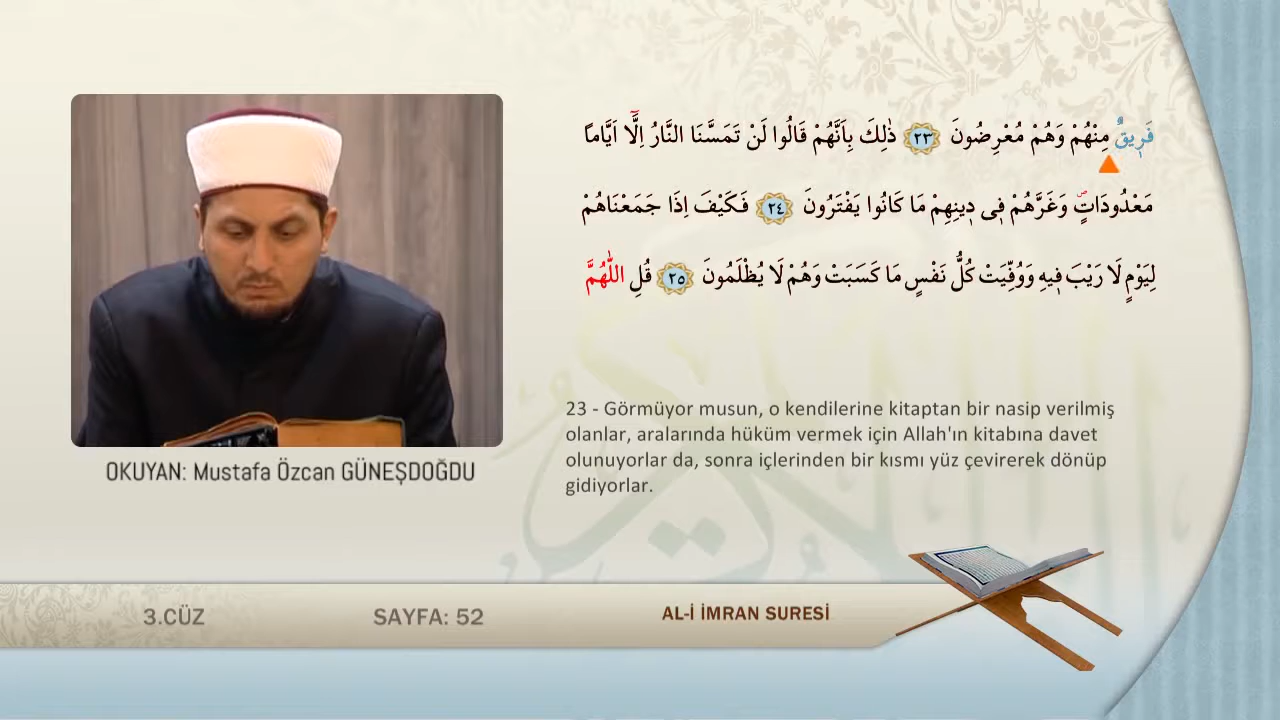 فَرِيقٌ مِنْهُمْ وَهُمْ مُعْرِضُونَ ﴿٢٣﴾ ذٰلِكَ بِاَنَّهُمْ قَالُوا لَنْ تَمَسَّنَا النَّارُ اِلَّٓا اَيَّامًا
مَعْدُودَاتٍۖ وَغَرَّهُمْ فِى دِينِهِمْ مَا كَانُوا يَفْتَرُونَ ﴿٢٤﴾ فَكَيْفَ اِذَا جَمَعْنَاهُمْ
لِيَوْمٍ لَا رَيْبَ فِيهِ وَوُفِّيَتْ كُلُّ نَفْسٍ مَا كَسَبَتْ وَهُمْ لَا يُظْلَمُونَ ﴿٢٥﴾ قُلِ اللّٰهُمَّ
23 - Görmüyor musun, o kendilerine kitaptan bir nasip verilmiş
olanlar, aralarında hüküm vermek için Allah'ın kitabına davet
olunuyorlar da, sonra içlerinden bir kısmı yüz çevirerek dönüp
gidiyorlar.
OKUYAN: Mustafa Özcan GÜNEŞDOĞDU
3.CÜZ
SAYFA: 52
AL-İ İMRAN SURESİ